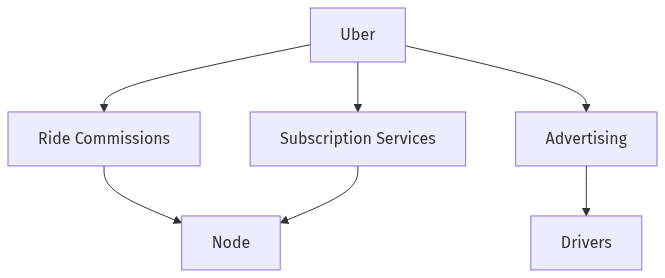 Uber
Ride Commissions
Subscription Services
Advertising
Node
Drivers